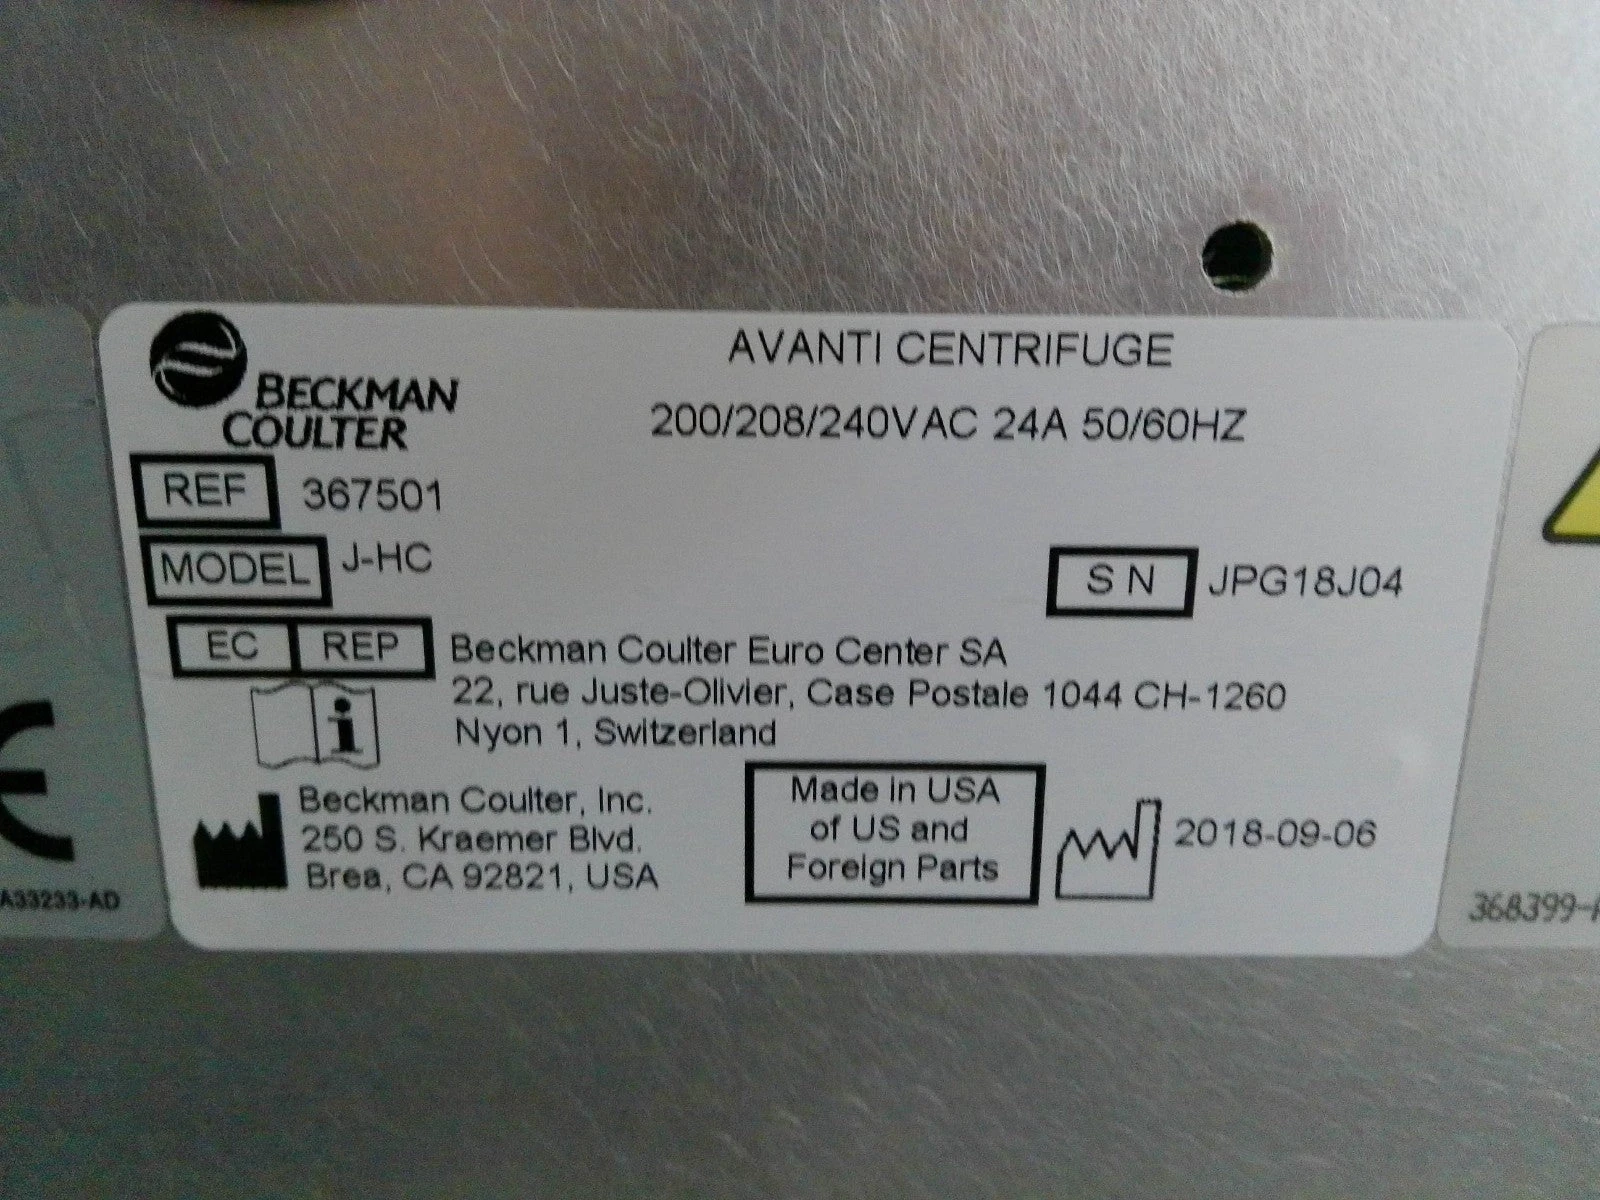 BECKMAN
COULTER
AVANTI CENTRIFUGE
200/208/240VAC 24A 50/60HZ
REF 367501
MODEL J-HC
S N JPG18J04
EC REP Beckman Coulter Euro Center SA
22, rue Juste-Olivier, Case Postale 1044 CH-1260
Nyon 1, Switzerland
i
Beckman Coulter, Inc.
250 S. Kraemer Blvd.
Brea, CA 92821, USA
Made in USA
of US and
Foreign Parts
2018-09-06
CE
A33233-AD
368399-